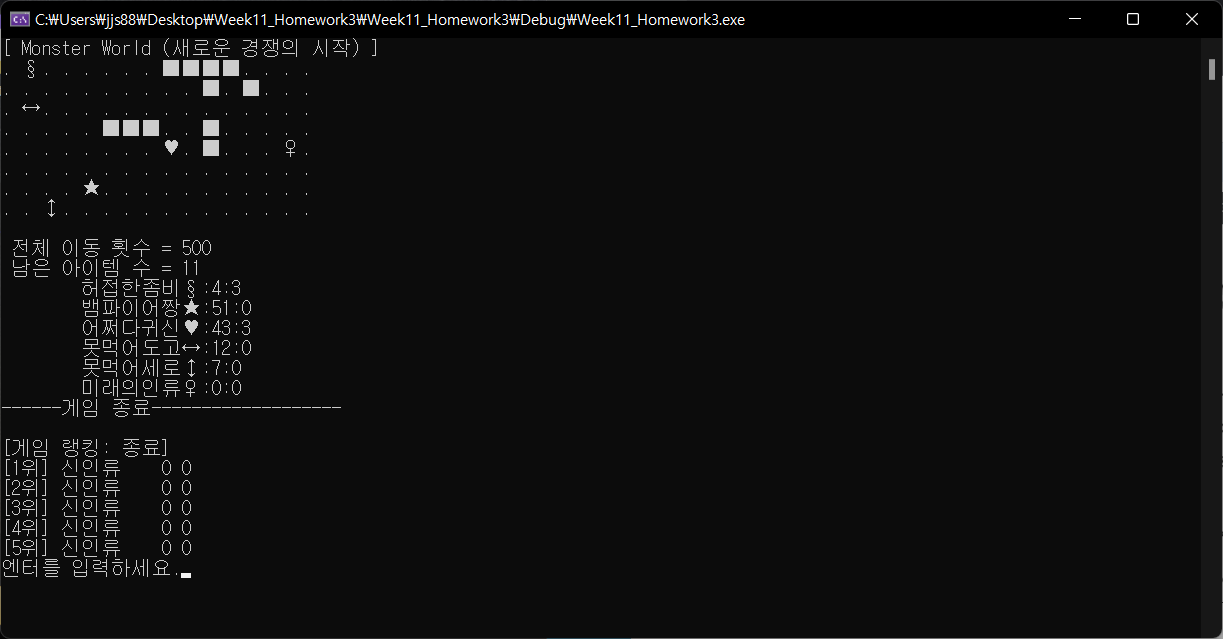 C:₩Users₩jjs88₩Desktop₩Week11_Homework3₩Week11_Homework3₩Debug₩Week11_Homework3.exe
[ Monster World (새로운 경쟁의 시작) ]
. § . . . . . . ■■■■. . . .
. . . . . . . . . . ■. ■. . .
. ↔. . . . . . . . . . . . . .
. . . . . ■■■. . ■. . . . .
. . . . . . . . ♥. ■. . . ♀.
. . . . . . . . . . . . . . . .
. . . . ★. . . . . . . . . . .
. . ↕. . . . . . . . . . . . .
전체 이동 횟수 = 500
남은 아이템 수 = 11
허접한좀비§:4:3
뱀파이어짱★:51:0
어쩌다귀신♥:43:3
못먹어도고↔:12:0
못먹어세로↕:7:0
미래의인류♀:0:0
------게임 종료-------------------
[게임 랭킹: 종료]
[1위] 신인류    0 0
[2위] 신인류    0 0
[3위] 신인류    0 0
[4위] 신인류    0 0
[5위] 신인류    0 0
엔터를 입력하세요.